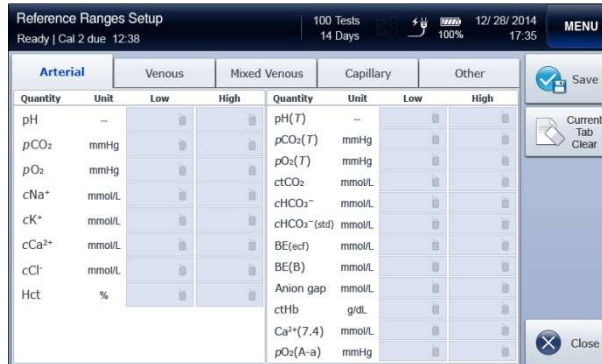 Reference Ranges Setup
Ready | Cal 2 due 12:38
100 Tests
14 Days
100%
12/ 28/ 2014
17:35
MENU
Arterial
Venous
Mixed Venous
Capillary
Other
Quantity Unit Low High
pH --
pCO₂ mmHg
pO₂ mmHg
cNa⁺ mmol/L
cK⁺ mmol/L
cCa²⁺ mmol/L
cCl⁻ mmol/L
Hct %
Quantity Unit Low High
pH(T) --
pCO₂(T) mmHg
pO₂(T) mmHg
ctCO₂ mmol/L
cHCO₃⁻ mmol/L
cHCO₃⁻(std) mmol/L
BE(ecf) mmol/L
BE(B) mmol/L
Anion gap mmol/L
ctHb g/dL
Ca²⁺(7.4) mmol/L
pO₂(A-a) mmHg
Save
Current
Tab
Clear
Close